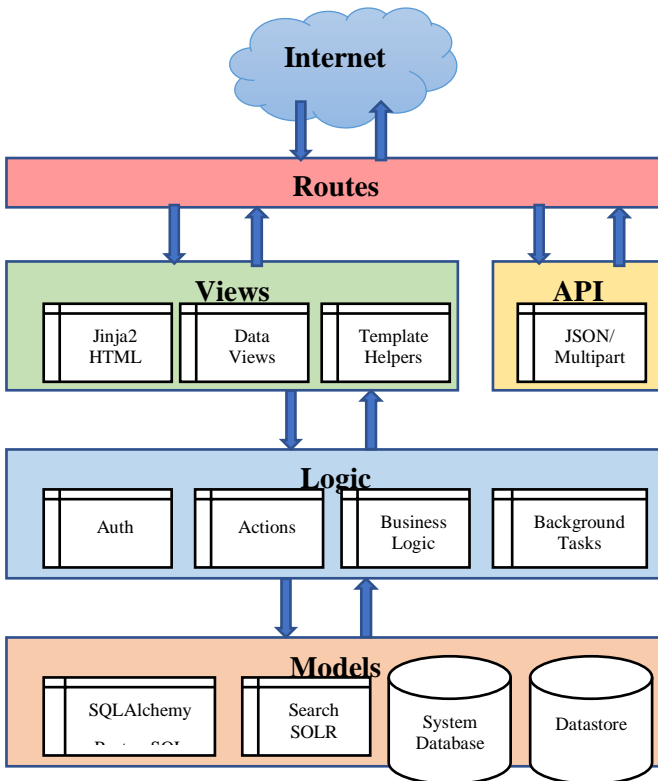 Internet
Routes
Views
API
Jinja2
HTML
Data
Views
Template
Helpers
JSON/
Multipart
Logic
Auth
Actions
Business
Logic
Background
Tasks
Models
SQLAlchemy
Search
SOLR
System
Database
Datastore